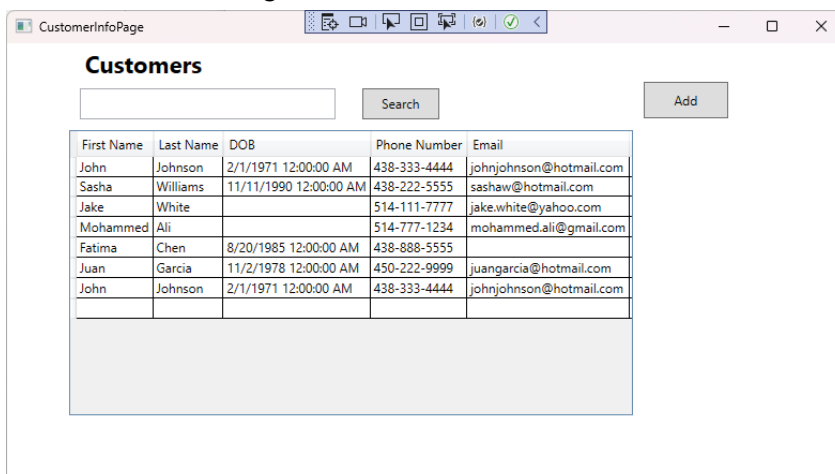 CustomerInfoPage
Customers
Search
Add
First Name Last Name DOB Phone Number Email
John Johnson 2/1/1971 12:00:00 AM 438-333-4444 johnjohnson@hotmail.com
Sasha Williams 11/11/1990 12:00:00 AM 438-222-5555 sashaw@hotmail.com
Jake White 514-111-7777 jake.white@yahoo.com
Mohammed Ali 514-777-1234 mohammed.ali@gmail.com
Fatima Chen 8/20/1985 12:00:00 AM 438-888-5555
Juan Garcia 11/2/1978 12:00:00 AM 450-222-9999 juangarcia@hotmail.com
John Johnson 2/1/1971 12:00:00 AM 438-333-4444 johnjohnson@hotmail.com